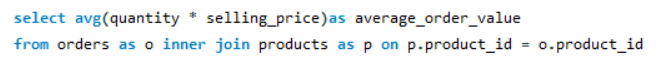 select avg(quantity * selling_price)as average_order_value
from orders as o inner join products as p on p.product_id = o.product_id